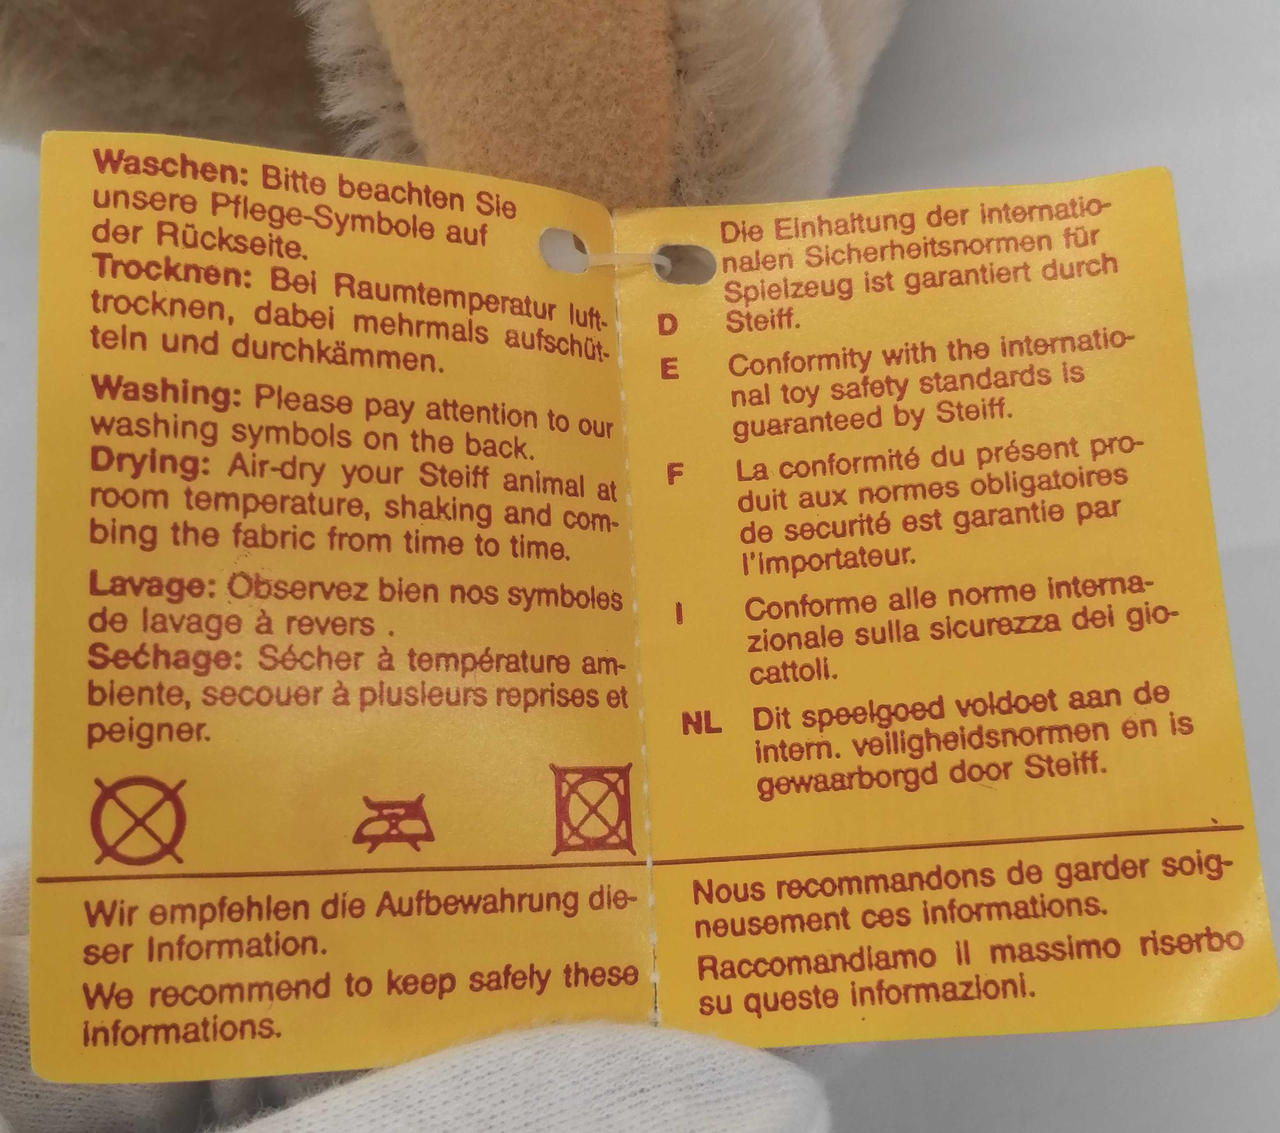 Waschen: Bitte beachten Sie
unsere Pflege-Symbole auf
der Rückseite.
Trocknen: Bei Raumtemperatur luft-
trocknen, dabei mehrmals aufschüt-
teln und durchkämmen.
Washing: Please pay attention to our
washing symbols on the back.
Drying: Air-dry your Steiff animal at
room temperature, shaking and com-
bing the fabric from time to time.
Lavage: Observez bien nos symboles
de lavage à revers .
Sećhage: Sécher à température am-
biente, secouer à plusieurs reprises et
peigner.
Wir empfehlen die Aufbewahrung die-
ser Information.
We recommend to keep safely these
informations.
Die Einhaltung der internatio-
nalen Sicherheitsnormen für
Spielzeug ist garantiert durch
D Steiff.
E Conformity with the internatio-
nal toy safety standards is
guaranteed by Steiff.
F La conformité du présent pro-
duit aux normes obligatoires
de securité est garantie par
l'importateur.
I Conforme alle norme interna-
zionale sulla sicurezza dei gio-
cattoli.
NL Dit speelgoed voldoet aan de
intern. veiligheidsnormen en is
gewaarborgd door Steiff.
Nous recommandons de garder soig-
neusement ces informations.
Raccomandiamo il massimo riserbo
su queste informazioni.